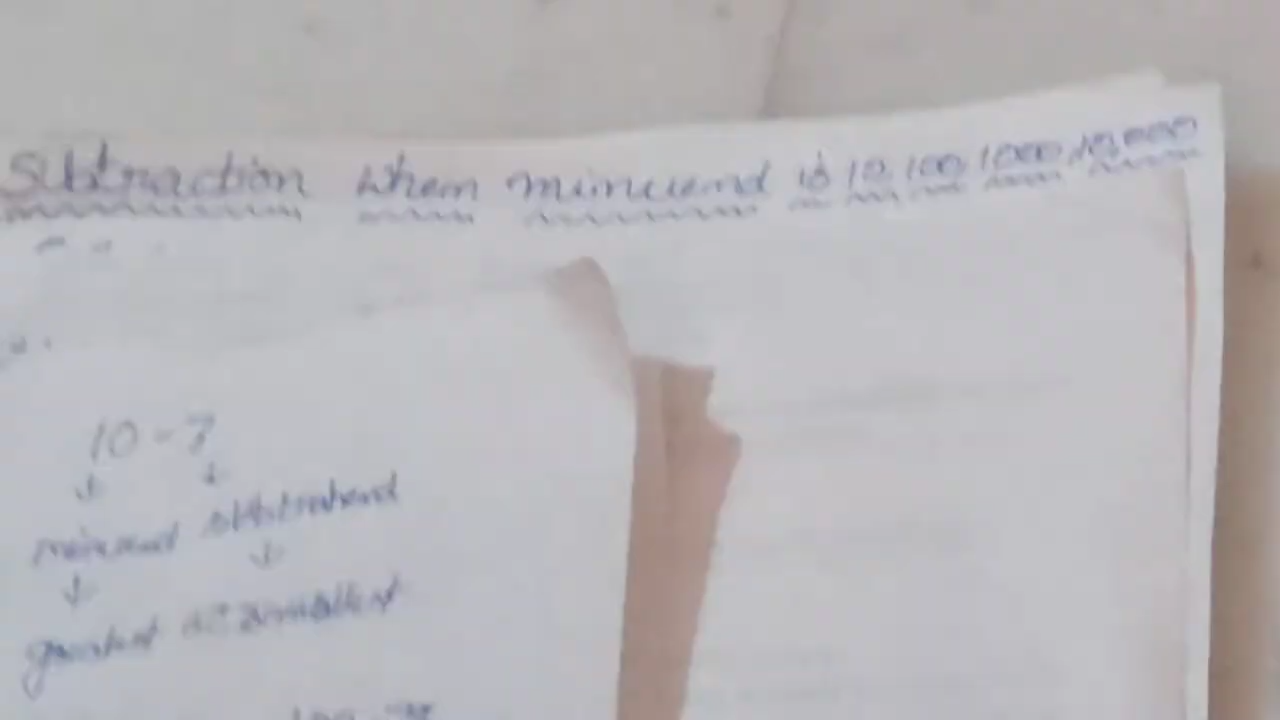 Subtraction when minuend is 10,100,1000,10,000
10 - 7
↓ ↓
minuend subtrahend
↓ ↓
greatest smallest